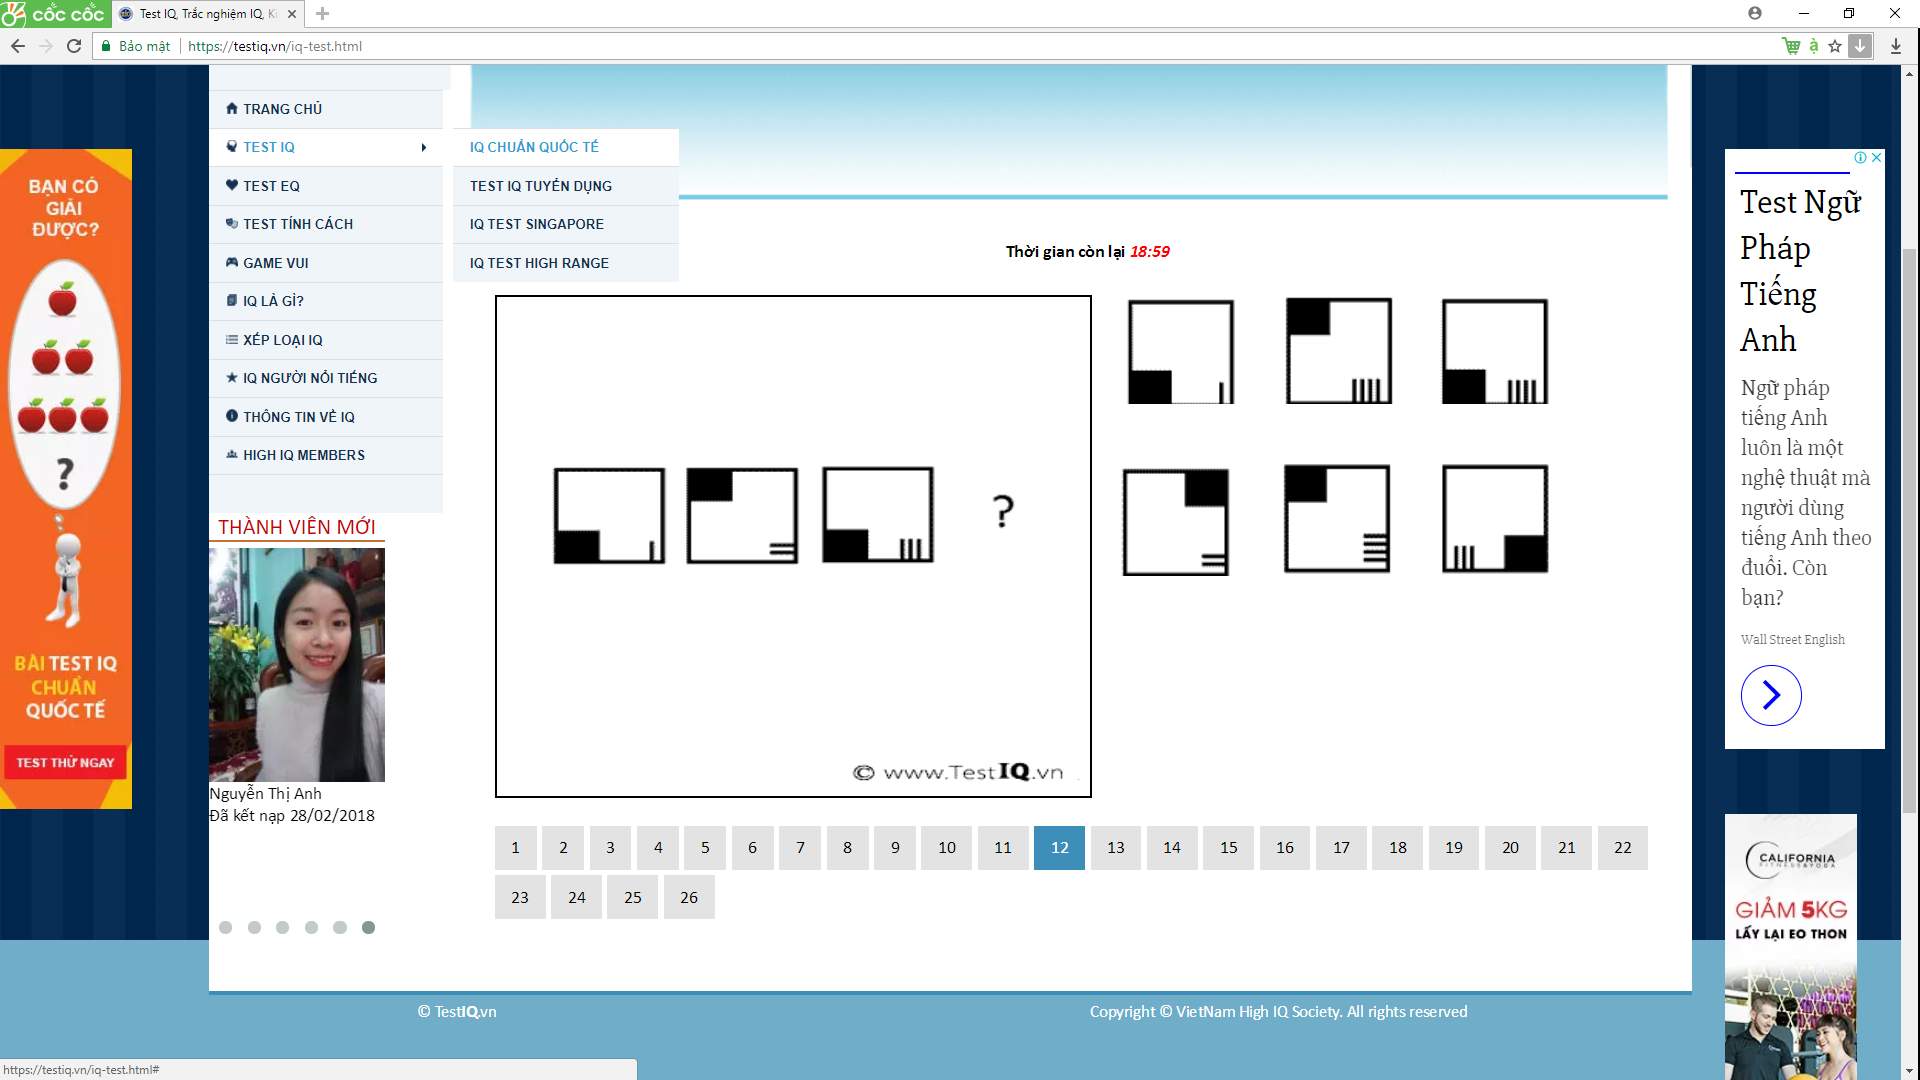 cốc cốc
Test IQ, Trắc nghiệm IQ, Ki
Bảo mật
https://testiq.vn/iq-test.html
TRANG CHỦ
TEST IQ
TEST EQ
TEST TÍNH CÁCH
GAME VUI
IQ LÀ GÌ?
XẾP LOẠI IQ
IQ NGƯỜI NỔI TIẾNG
THÔNG TIN VỀ IQ
HIGH IQ MEMBERS
IQ CHUẨN QUỐC TẾ
TEST IQ TUYỂN DỤNG
IQ TEST SINGAPORE
IQ TEST HIGH RANGE
Thời gian còn lại 18:59
?
© www.TestIQ.vn
1 2 3 4 5 6 7 8 9 10 11 12 13 14 15 16 17 18 19 20 21 22
23 24 25 26
BẠN CÓ
GIẢI
ĐƯỢC?
?
BÀI TEST IQ
CHUẨN
QUỐC TẾ
TEST THỬ NGAY
THÀNH VIÊN MỚI
Nguyễn Thị Anh
Đã kết nạp 28/02/2018
Test Ngữ
Pháp
Tiếng
Anh
Ngữ pháp
tiếng Anh
luôn là một
nghệ thuật mà
người dùng
tiếng Anh theo
đuổi. Còn
bạn?
Wall Street English
CALIFORNIA
FITNESS & YOGA
GIẢM 5KG
LẤY LẠI EO THON
© TestIQ.vn
Copyright © VietNam High IQ Society. All rights reserved
https://testiq.vn/iq-test.html#